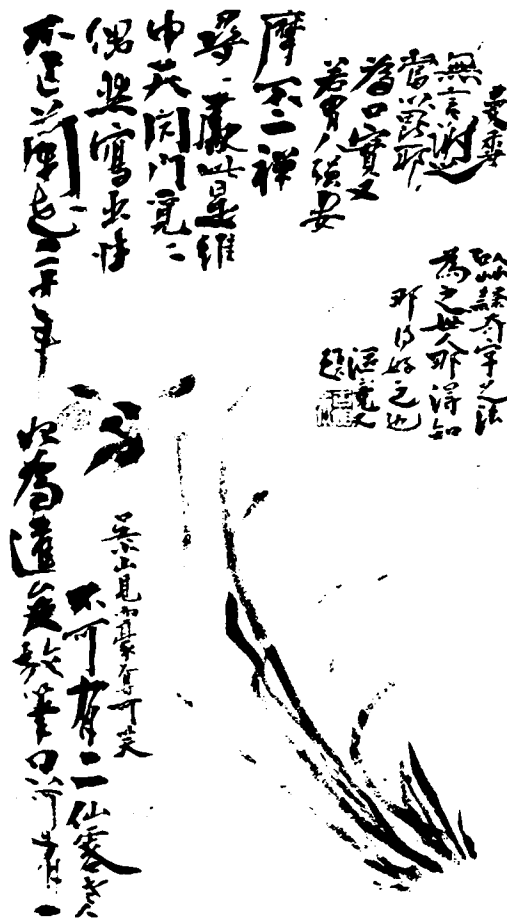 不作蘭花二十年
偶然寫出性
中天閉門覓〻
尋〻處此是維
摩不二禪
若有人强要
爲口實又
當以毘耶
無言謝之
曼香
以草隸奇字之法
爲之世人那得知
那得好之也
漚竟又
題
始爲達俊放筆只可有一
不可有二仙客老人
吳小山見而豪奪可笑